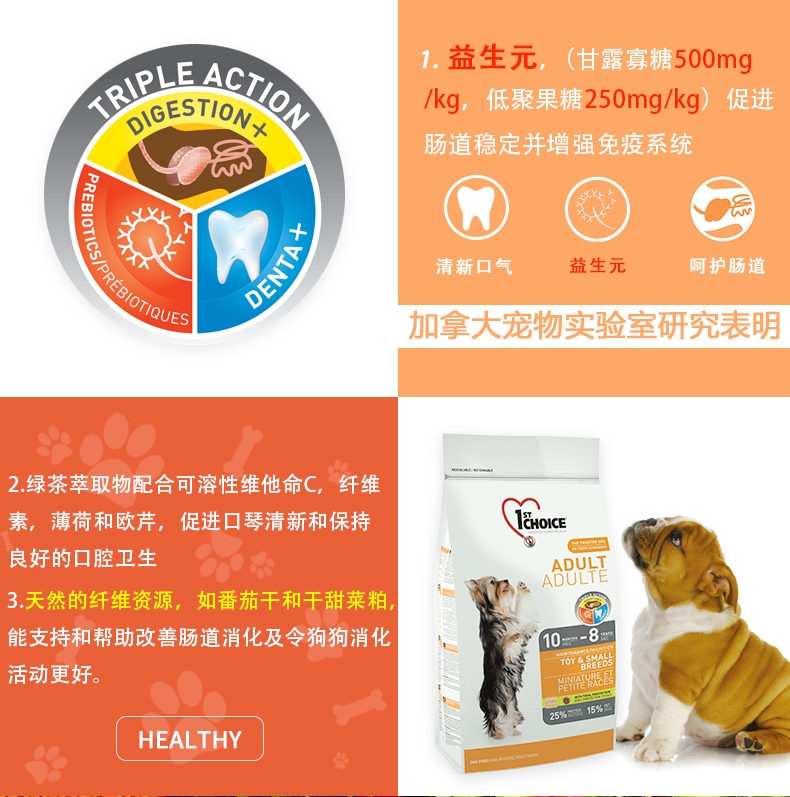 TRIPLE ACTION
DIGESTION+
PREBIOTICS/PRÉBIOTIQUES
DENTA+
1. 益生元，（甘露寡糖500mg
/kg，低聚果糖250mg/kg）促进
肠道稳定并增强免疫系统
清新口气 益生元 呵护肠道
加拿大宠物实验室研究表明
2.绿茶萃取物配合可溶性维他命C，纤维
素，薄荷和欧芹，促进口琴清新和保持
良好的口腔卫生
3.天然的纤维资源，如番茄干和干甜菜粕,
能支持和帮助改善肠道消化及令狗狗消化
活动更好。
HEALTHY
1ST
CHOICE
ADULT
ADULTE
10 MONTHS - 8 YEARS
MAINTENANCE/MAINTIEN
TOY & SMALL
BREEDS
MINIATURE ET
PETITE RACES
25% 15%